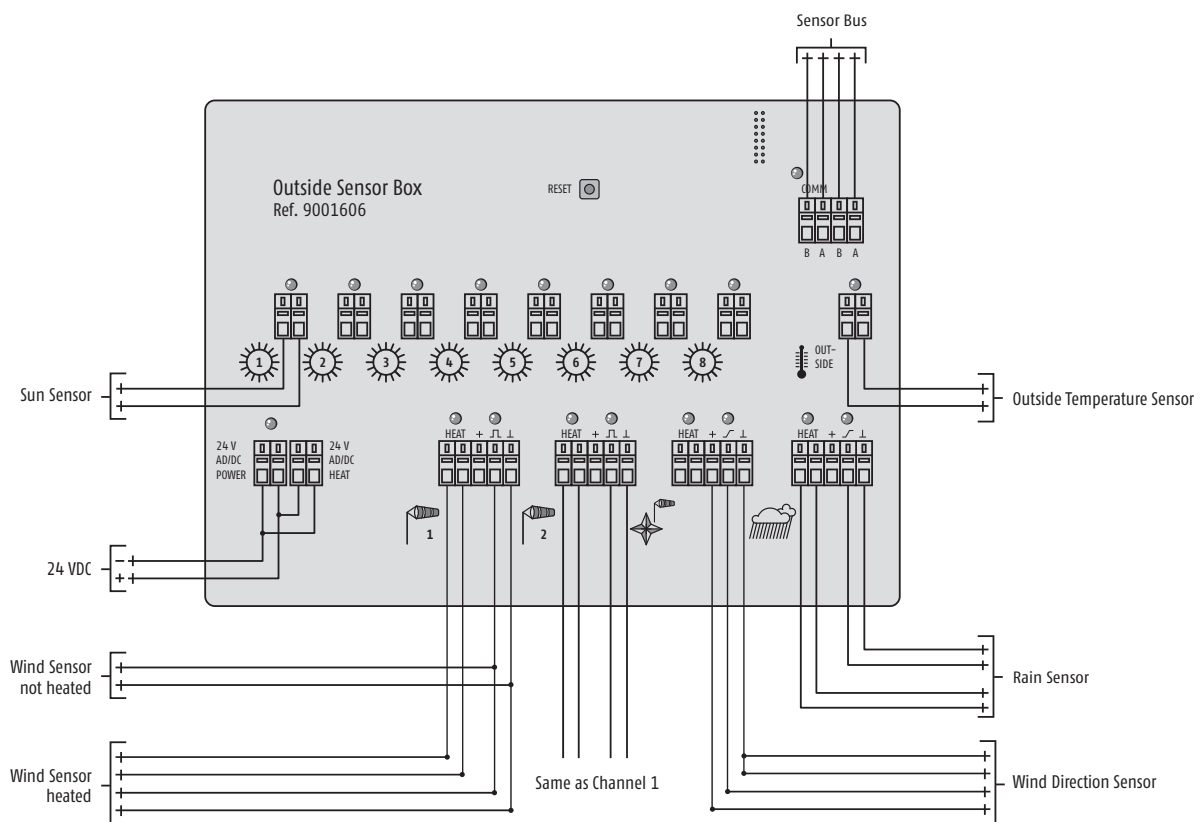 Sensor Bus
Outside Sensor Box
Ref. 9001606
RESET
COMM
B A B A
1 2 3 4 5 6 7 8
OUT-
SIDE
Sun Sensor
Outside Temperature Sensor
24 V
AD/DC
POWER
24 V
AD/DC
HEAT
HEAT + ⎍ ⊥
HEAT + ⎍ ⊥
HEAT + ⊥
HEAT + ⊥
1
2
24 VDC
−
+
Wind Sensor
not heated
Rain Sensor
Wind Sensor
heated
Same as Channel 1
Wind Direction Sensor